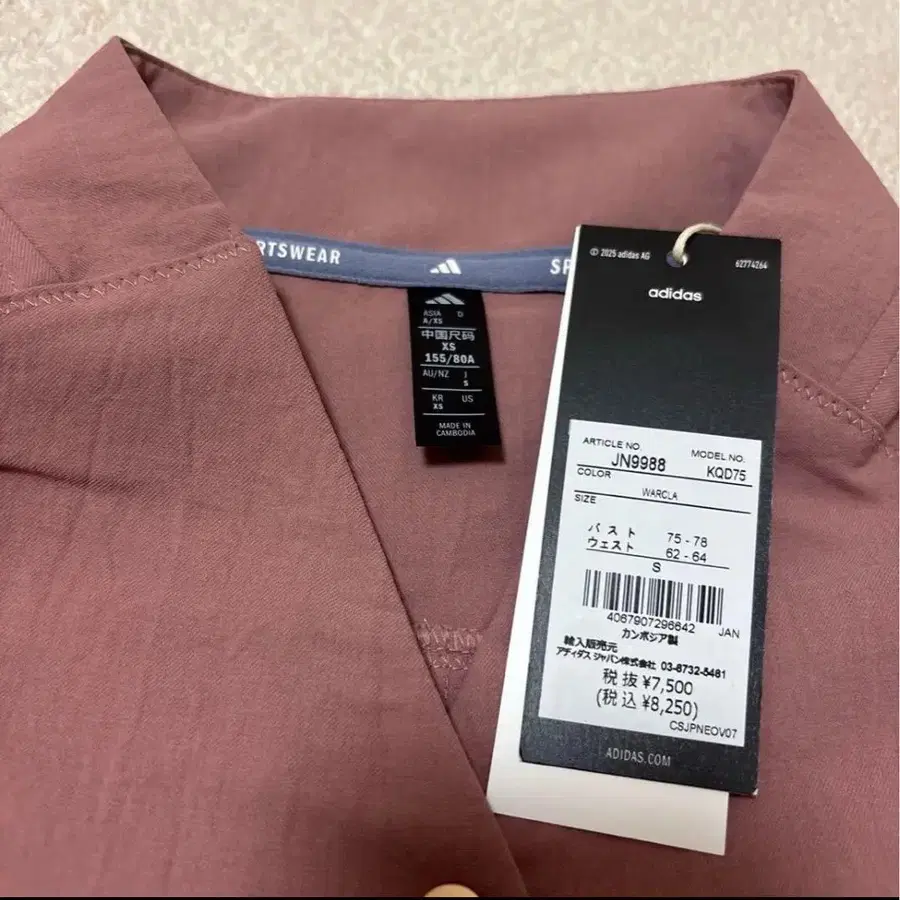 RTSWEAR
SP
ASIA D
A/XS
中国尺码
XS
155/80A
AU/NZ J
S
KR US
XS
MADE IN
CAMBODIA
© 2025 adidas AG
62774264
adidas
ARTICLE NO. MODEL NO.
JN9988 KQD75
COLOR
WARCLA
SIZE
バスト 75 - 78
ウェスト 62 - 64
S
4067907296642 JAN
カンボジア製
輸入販売元
アディダス ジャパン株式会社 03-6732-5461
税抜 ¥7,500
(税込 ¥8,250)
CSJPNEOV07
ADIDAS.COM